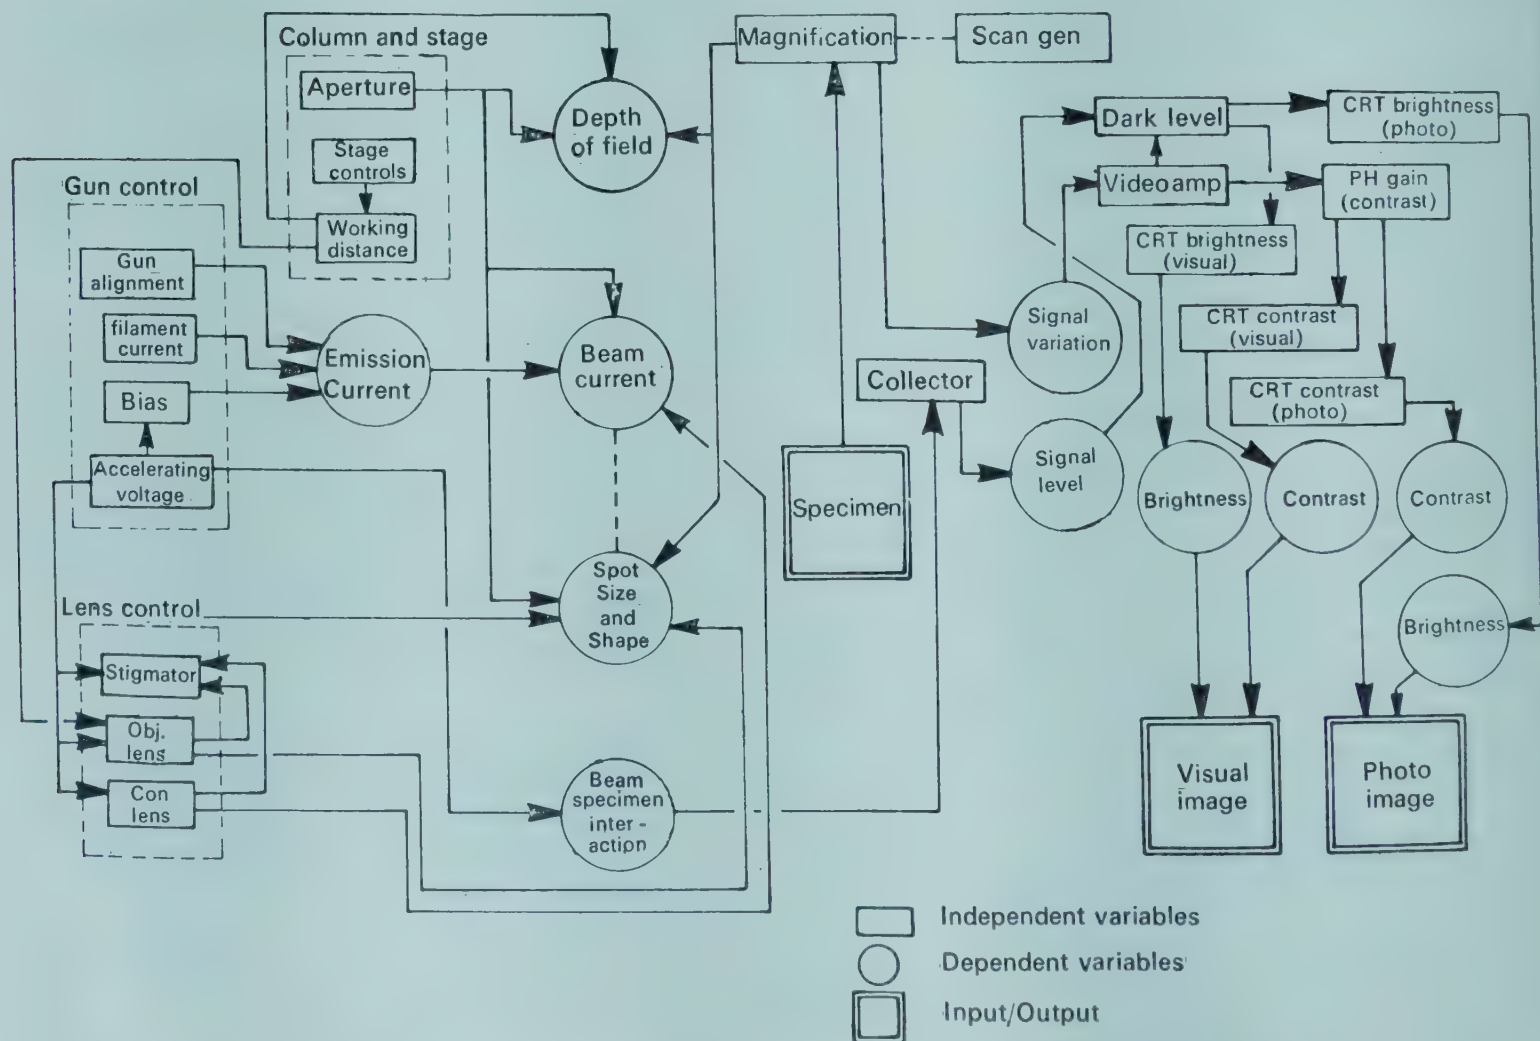 Column and stage
Aperture
Stage
controls
Working
distance
Depth
of field
Magnification
Scan gen
Dark level
CRT brightness
(photo)
Videoamp
PH gain
(contrast)
CRT brightness
(visual)
CRT contrast
(visual)
CRT contrast
(photo)
Gun control
Gun
alignment
filament
current
Bias
Accelerating
voltage
Emission
Current
Beam
current
Collector
Signal
variation
Signal
level
Specimen
Brightness
Contrast
Contrast
Brightness
Spot
Size
and
Shape
Lens control
Stigmator
Obj.
lens
Con
lens
Beam
specimen
inter-
action
Visual
image
Photo
image
Independent variables
Dependent variables
Input/Output